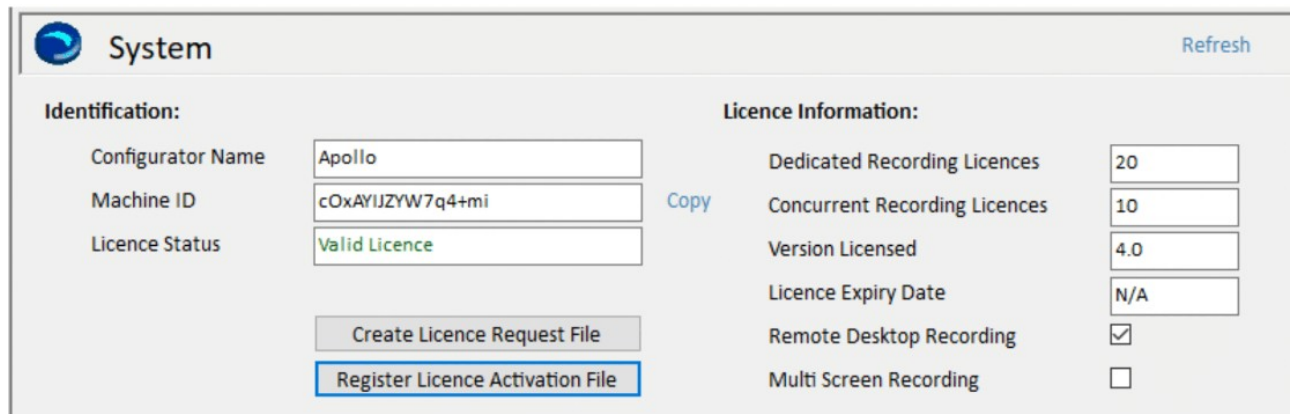 System
Refresh
Identification:
Configurator Name
Apollo
Machine ID
cOxAYIJZYW7q4+mi
Copy
Licence Status
Valid Licence
Create Licence Request File
Register Licence Activation File
Licence Information:
Dedicated Recording Licences
20
Concurrent Recording Licences
10
Version Licensed
4.0
Licence Expiry Date
N/A
Remote Desktop Recording
Multi Screen Recording